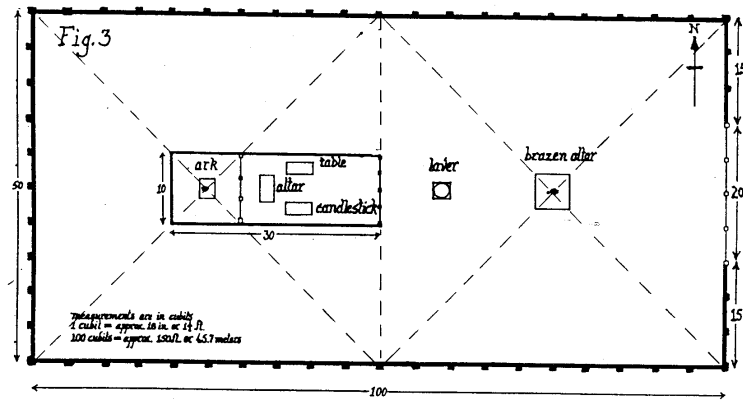 Fig. 3
N
15
50
ark
table
altar
candlestick
10
30
laver
brazen altar
20
15
measurements are in cubits
1 cubit = approx. 18 in. or 1½ ft.
100 cubits = approx. 150 ft. or 45.7 meters
100